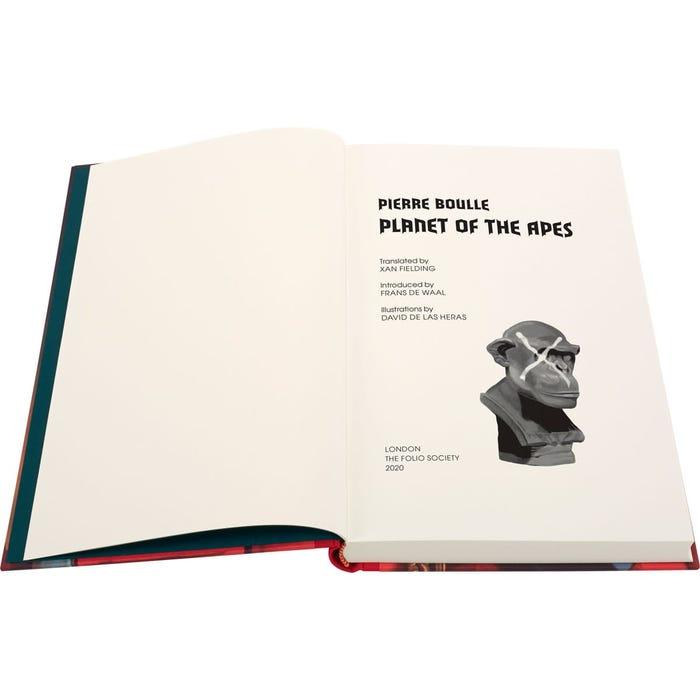 PIERRE BOULLE
PLANET OF THE APES
Translated by
XAN FIELDING
Introduced by
FRANS DE WAAL
Illustrations by
DAVID DE LAS HERAS
LONDON
THE FOLIO SOCIETY
2020